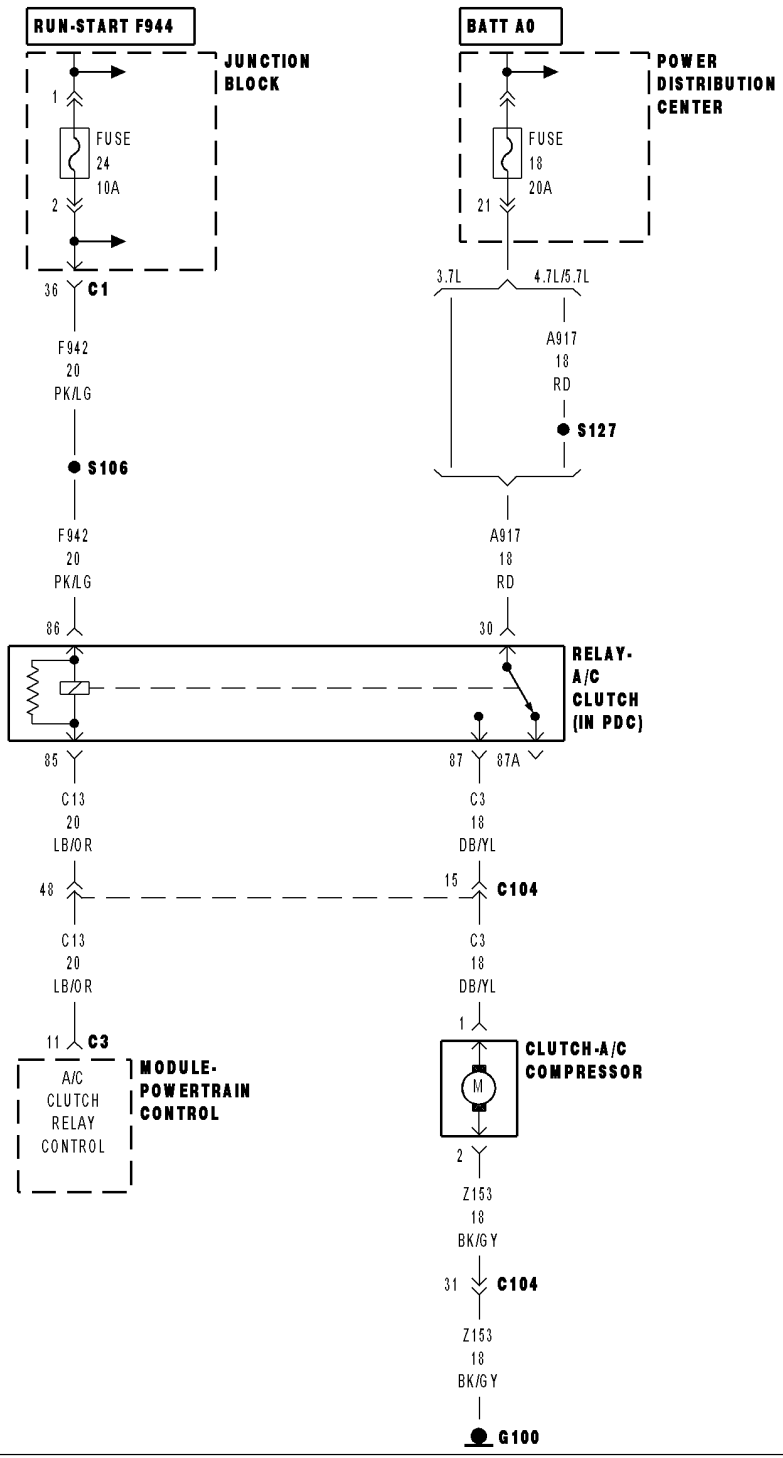 RUN-START F944
BATT A0
JUNCTION
BLOCK
POWER
DISTRIBUTION
CENTER
1
FUSE
24
10A
2
FUSE
18
20A
21
36 C1
3.7L
4.7L/5.7L
F942
20
PK/LG
A917
18
RD
S127
S106
F942
20
PK/LG
A917
18
RD
86
30
RELAY-
A/C
CLUTCH
(IN PDC)
85
87 87A
C13
20
LB/OR
C3
18
DB/YL
48
15 C104
C13
20
LB/OR
C3
18
DB/YL
11 C3
1
MODULE-
POWERTRAIN
CONTROL
A/C
CLUTCH
RELAY
CONTROL
CLUTCH-A/C
COMPRESSOR
M
2
Z153
18
BK/GY
31 C104
Z153
18
BK/GY
G100